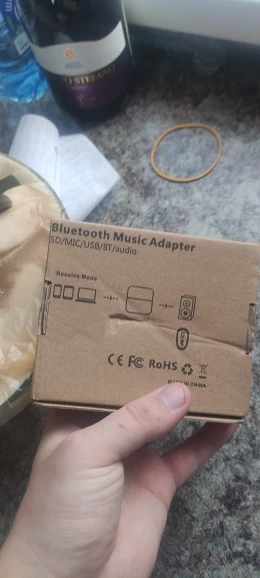 Bluetooth Music Adapter
SD/MIC/USB/BT/audio
Receive Mode
CE FC RoHS
MADE IN CHINA